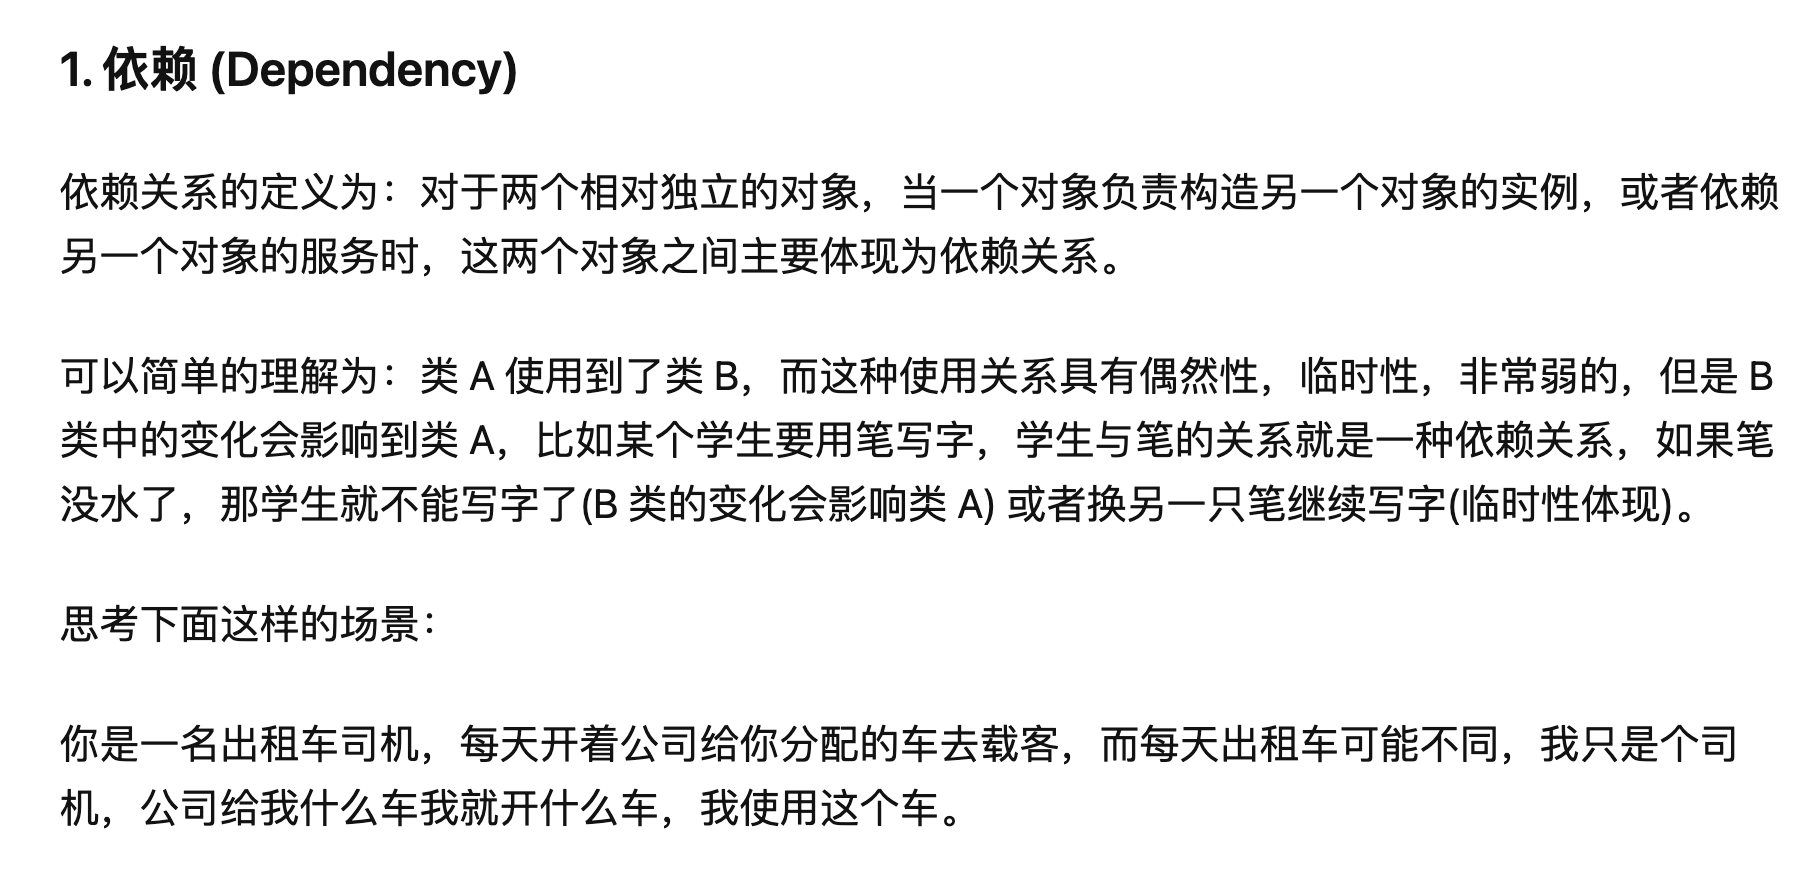 1. 依赖 (Dependency)
依赖关系的定义为：对于两个相对独立的对象，当一个对象负责构造另一个对象的实例，或者依赖
另一个对象的服务时，这两个对象之间主要体现为依赖关系。
可以简单的理解为：类 A 使用到了类 B，而这种使用关系具有偶然性，临时性，非常弱的，但是 B
类中的变化会影响到类 A，比如某个学生要用笔写字，学生与笔的关系就是一种依赖关系，如果笔
没水了，那学生就不能写字了(B 类的变化会影响类 A) 或者换另一只笔继续写字(临时性体现)。
思考下面这样的场景：
你是一名出租车司机，每天开着公司给你分配的车去载客，而每天出租车可能不同，我只是个司
机，公司给我什么车我就开什么车，我使用这个车。